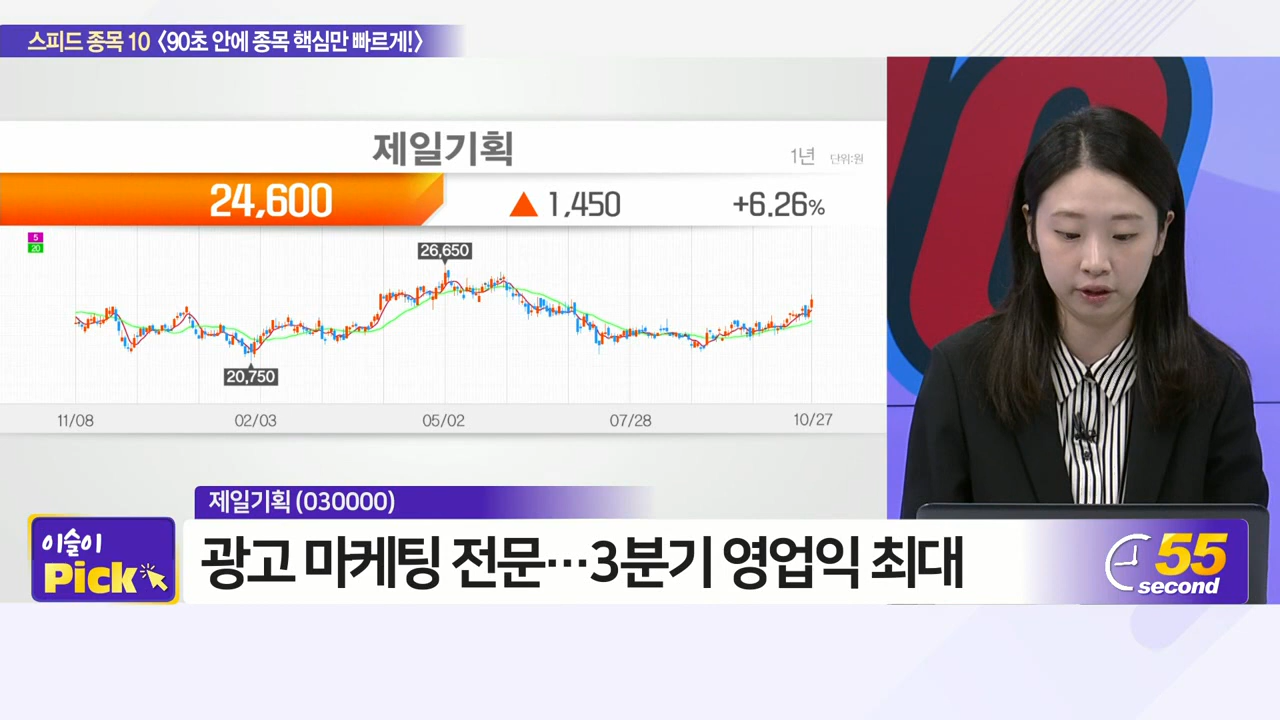 스피드 종목 10 〈90초 안에 종목 핵심만 빠르게!〉
제일기획
1년 단위:원
24,600 ▲ 1,450 +6.26%
5
20
26,650
20,750
11/08 02/03 05/02 07/28 10/27
제일기획 (030000)
이슬이
Pick
광고 마케팅 전문…3분기 영업익 최대
55
second